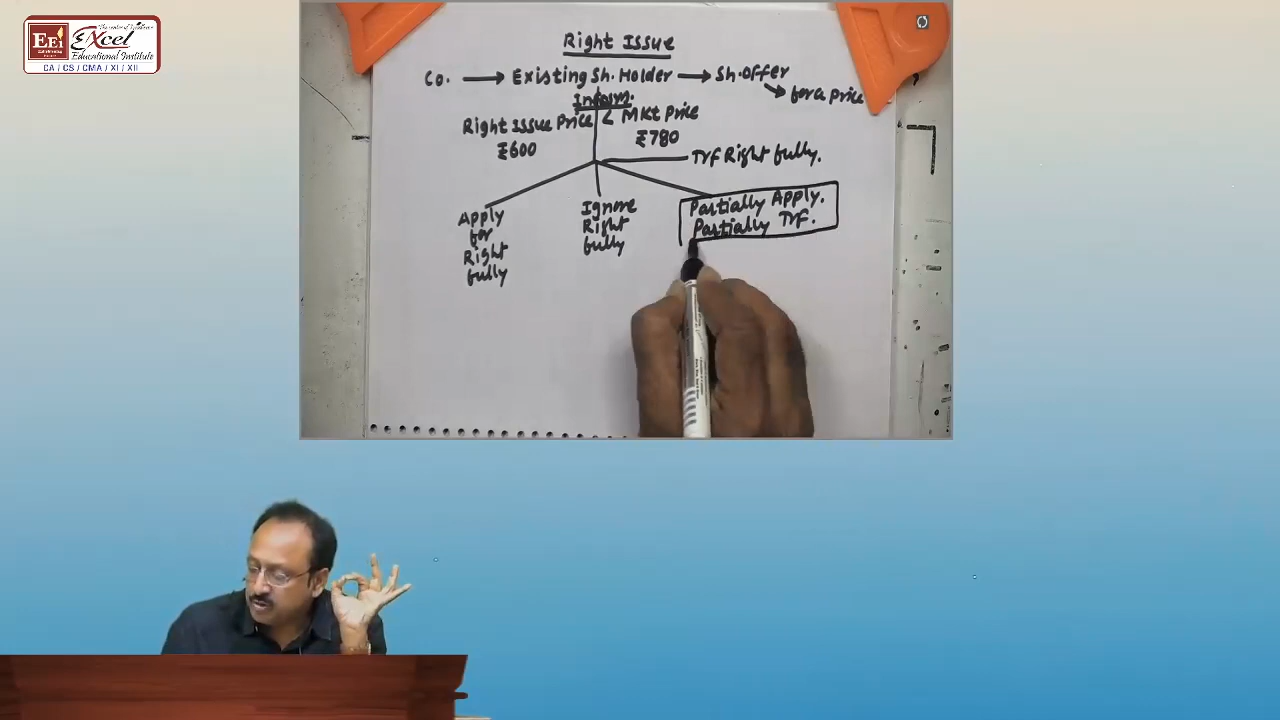 EEI
EXcel
Educational Institute
CA / CS / CMA / XI / XII
Right Issue
Co. → Existing Sh. Holder → Sh. Offer
→ for a price
Inform.
Right Issue Price < Mkt Price
₹600 ₹780
Trf Right fully.
Apply for Right fully
Ignore Right fully
Partially Apply.
Partially Trf.